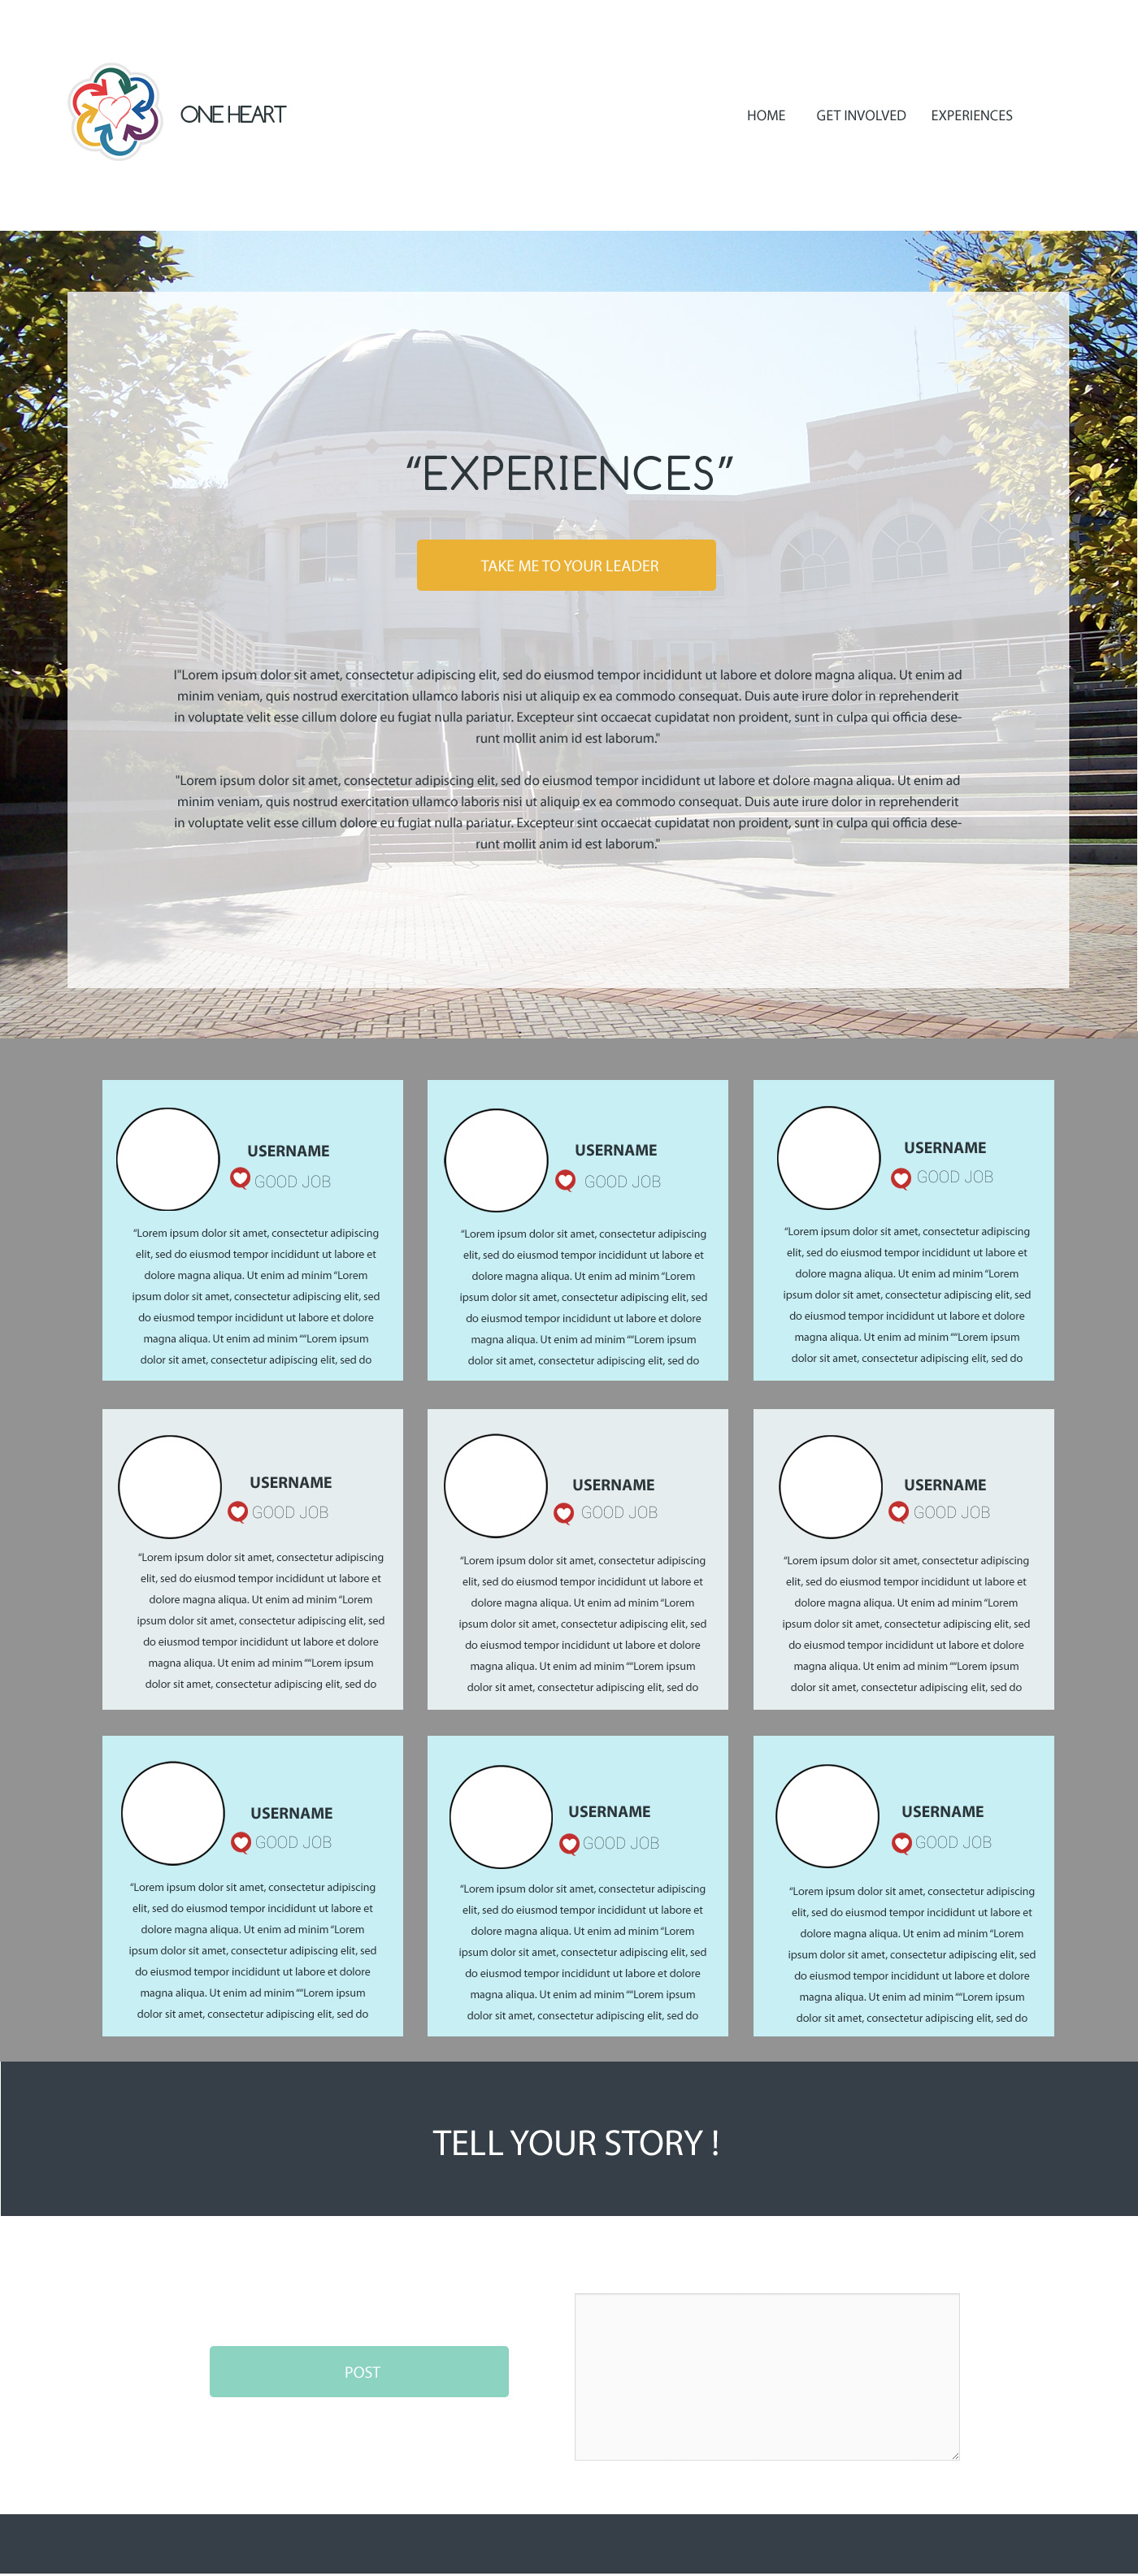 ONE HEART
HOME GET INVOLVED EXPERIENCES
“EXPERIENCES”
TAKE ME TO YOUR LEADER
I"Lorem ipsum dolor sit amet, consectetur adipiscing elit, sed do eiusmod tempor incididunt ut labore et dolore magna aliqua. Ut enim ad
minim veniam, quis nostrud exercitation ullamco laboris nisi ut aliquip ex ea commodo consequat. Duis aute irure dolor in reprehenderit
in voluptate velit esse cillum dolore eu fugiat nulla pariatur. Excepteur sint occaecat cupidatat non proident, sunt in culpa qui officia dese-
runt mollit anim id est laborum."
"Lorem ipsum dolor sit amet, consectetur adipiscing elit, sed do eiusmod tempor incididunt ut labore et dolore magna aliqua. Ut enim ad
minim veniam, quis nostrud exercitation ullamco laboris nisi ut aliquip ex ea commodo consequat. Duis aute irure dolor in reprehenderit
in voluptate velit esse cillum dolore eu fugiat nulla pariatur. Excepteur sint occaecat cupidatat non proident, sunt in culpa qui officia dese-
runt mollit anim id est laborum."
USERNAME
GOOD JOB
“Lorem ipsum dolor sit amet, consectetur adipiscing
elit, sed do eiusmod tempor incididunt ut labore et
dolore magna aliqua. Ut enim ad minim “Lorem
ipsum dolor sit amet, consectetur adipiscing elit, sed
do eiusmod tempor incididunt ut labore et dolore
magna aliqua. Ut enim ad minim ““Lorem ipsum
dolor sit amet, consectetur adipiscing elit, sed do
USERNAME
GOOD JOB
“Lorem ipsum dolor sit amet, consectetur adipiscing
elit, sed do eiusmod tempor incididunt ut labore et
dolore magna aliqua. Ut enim ad minim “Lorem
ipsum dolor sit amet, consectetur adipiscing elit, sed
do eiusmod tempor incididunt ut labore et dolore
magna aliqua. Ut enim ad minim ““Lorem ipsum
dolor sit amet, consectetur adipiscing elit, sed do
USERNAME
GOOD JOB
“Lorem ipsum dolor sit amet, consectetur adipiscing
elit, sed do eiusmod tempor incididunt ut labore et
dolore magna aliqua. Ut enim ad minim “Lorem
ipsum dolor sit amet, consectetur adipiscing elit, sed
do eiusmod tempor incididunt ut labore et dolore
magna aliqua. Ut enim ad minim ““Lorem ipsum
dolor sit amet, consectetur adipiscing elit, sed do
USERNAME
GOOD JOB
“Lorem ipsum dolor sit amet, consectetur adipiscing
elit, sed do eiusmod tempor incididunt ut labore et
dolore magna aliqua. Ut enim ad minim “Lorem
ipsum dolor sit amet, consectetur adipiscing elit, sed
do eiusmod tempor incididunt ut labore et dolore
magna aliqua. Ut enim ad minim ““Lorem ipsum
dolor sit amet, consectetur adipiscing elit, sed do
USERNAME
GOOD JOB
“Lorem ipsum dolor sit amet, consectetur adipiscing
elit, sed do eiusmod tempor incididunt ut labore et
dolore magna aliqua. Ut enim ad minim “Lorem
ipsum dolor sit amet, consectetur adipiscing elit, sed
do eiusmod tempor incididunt ut labore et dolore
magna aliqua. Ut enim ad minim ““Lorem ipsum
dolor sit amet, consectetur adipiscing elit, sed do
USERNAME
GOOD JOB
“Lorem ipsum dolor sit amet, consectetur adipiscing
elit, sed do eiusmod tempor incididunt ut labore et
dolore magna aliqua. Ut enim ad minim “Lorem
ipsum dolor sit amet, consectetur adipiscing elit, sed
do eiusmod tempor incididunt ut labore et dolore
magna aliqua. Ut enim ad minim ““Lorem ipsum
dolor sit amet, consectetur adipiscing elit, sed do
USERNAME
GOOD JOB
“Lorem ipsum dolor sit amet, consectetur adipiscing
elit, sed do eiusmod tempor incididunt ut labore et
dolore magna aliqua. Ut enim ad minim “Lorem
ipsum dolor sit amet, consectetur adipiscing elit, sed
do eiusmod tempor incididunt ut labore et dolore
magna aliqua. Ut enim ad minim ““Lorem ipsum
dolor sit amet, consectetur adipiscing elit, sed do
USERNAME
GOOD JOB
“Lorem ipsum dolor sit amet, consectetur adipiscing
elit, sed do eiusmod tempor incididunt ut labore et
dolore magna aliqua. Ut enim ad minim “Lorem
ipsum dolor sit amet, consectetur adipiscing elit, sed
do eiusmod tempor incididunt ut labore et dolore
magna aliqua. Ut enim ad minim ““Lorem ipsum
dolor sit amet, consectetur adipiscing elit, sed do
USERNAME
GOOD JOB
“Lorem ipsum dolor sit amet, consectetur adipiscing
elit, sed do eiusmod tempor incididunt ut labore et
dolore magna aliqua. Ut enim ad minim “Lorem
ipsum dolor sit amet, consectetur adipiscing elit, sed
do eiusmod tempor incididunt ut labore et dolore
magna aliqua. Ut enim ad minim ““Lorem ipsum
dolor sit amet, consectetur adipiscing elit, sed do
TELL YOUR STORY !
POST